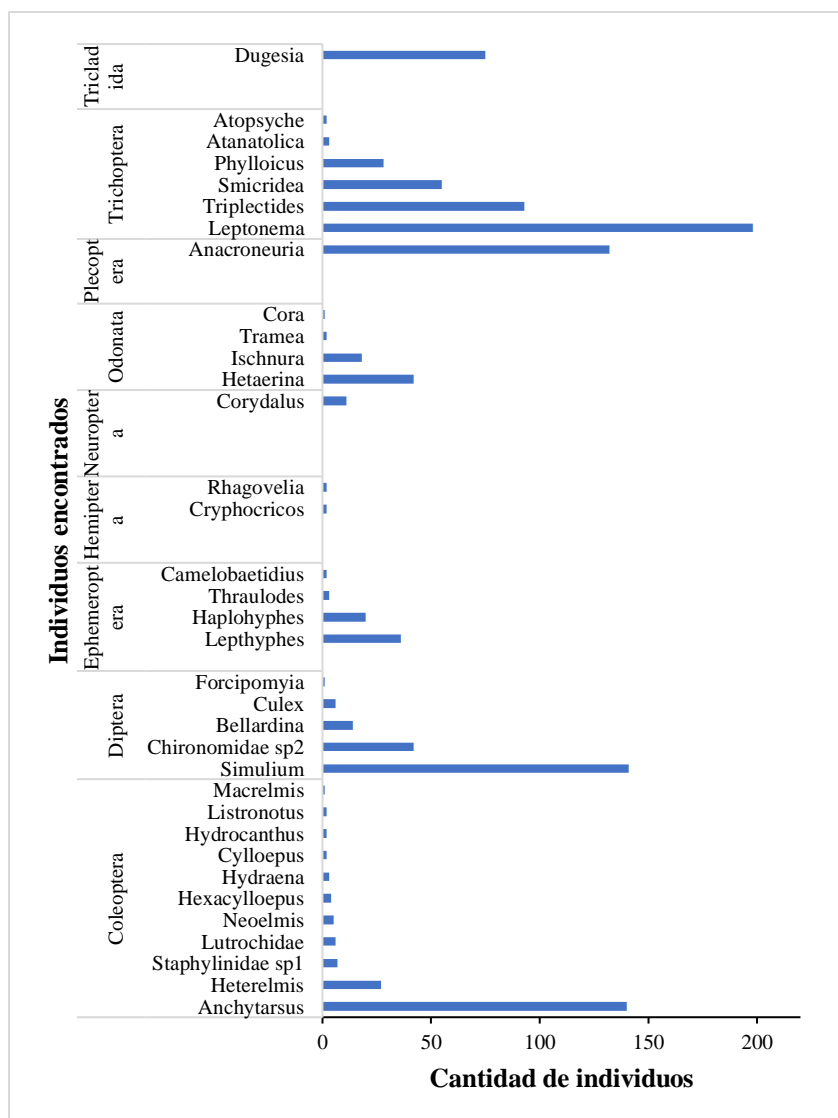 Individuos encontrados
Triclad
ida
Dugesia
Trichoptera
Atopsyche
Atanatolica
Phylloicus
Smicridea
Triplectides
Leptonema
Plecopt
era
Anacroneuria
Odonata
Cora
Tramea
Ischnura
Hetaerina
Neuropter
a
Corydalus
Hemipter
a
Rhagovelia
Cryphocricos
Ephemeropt
era
Camelobaetidius
Thraulodes
Haplohyphes
Lepthyphes
Diptera
Forcipomyia
Culex
Bellardina
Chironomidae sp2
Simulium
Coleoptera
Macrelmis
Listronotus
Hydrocanthus
Cylloepus
Hydraena
Hexacylloepus
Neoelmis
Lutrochidae
Staphylinidae sp1
Heterelmis
Anchytarsus
0 50 100 150 200
Cantidad de individuos